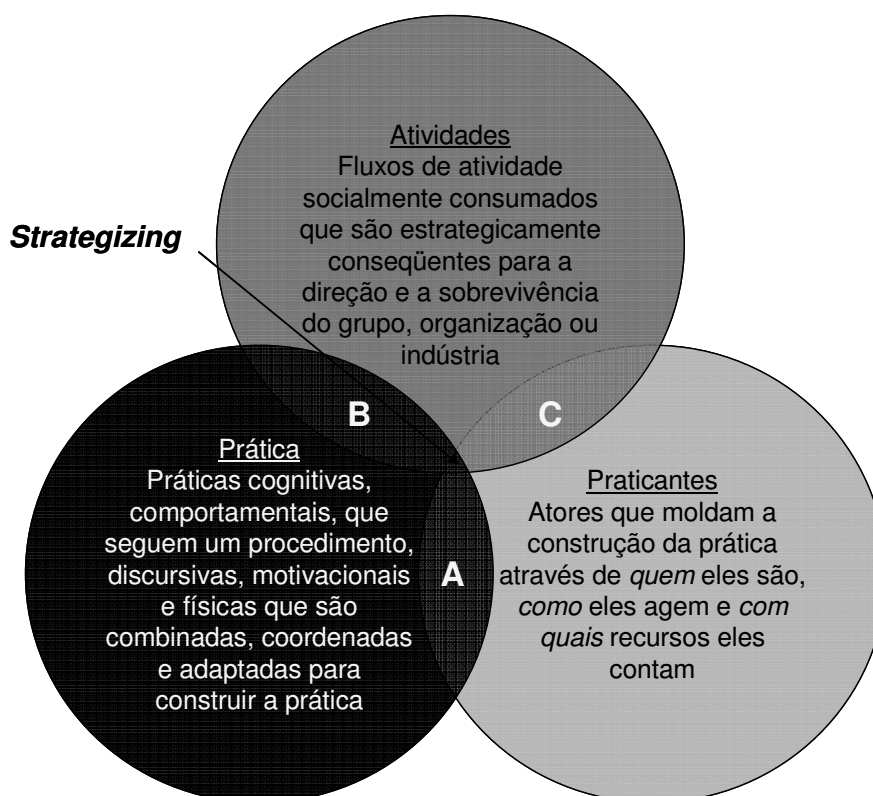 Atividades
Fluxos de atividade
socialmente consumados
que são estrategicamente
conseqüentes para a
direção e a sobrevivência
do grupo, organização ou
indústria
Strategizing
B
C
Prática
Práticas cognitivas,
comportamentais, que
seguem um procedimento,
discursivas, motivacionais
e físicas que são
combinadas, coordenadas
e adaptadas para
construir a prática
A
Praticantes
Atores que moldam a
construção da prática
através de quem eles são,
como eles agem e com
quais recursos eles
contam